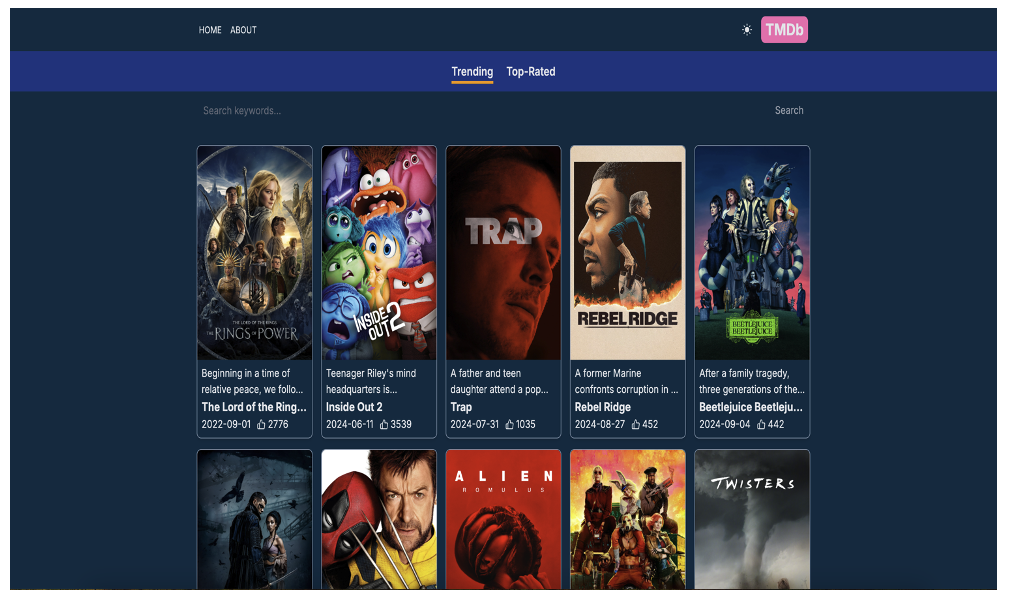 HOME ABOUT TMDb
Trending Top-Rated
Search keywords... Search
THE LORD OF THE RINGS
THE RINGS OF POWER
INSIDE
OUT 2
TRAP
REBEL RIDGE
BEETLEJUICE
BEETLEJUICE
Beginning in a time of
relative peace, we follo...
The Lord of the Ring...
2022-09-01 2776
Teenager Riley's mind
headquarters is...
Inside Out 2
2024-06-11 3539
A father and teen
daughter attend a pop...
Trap
2024-07-31 1035
A former Marine
confronts corruption in ...
Rebel Ridge
2024-08-27 452
After a family tragedy,
three generations of the...
Beetlejuice Beetleju...
2024-09-04 442
ALIEN
ROMULUS
TWISTERS